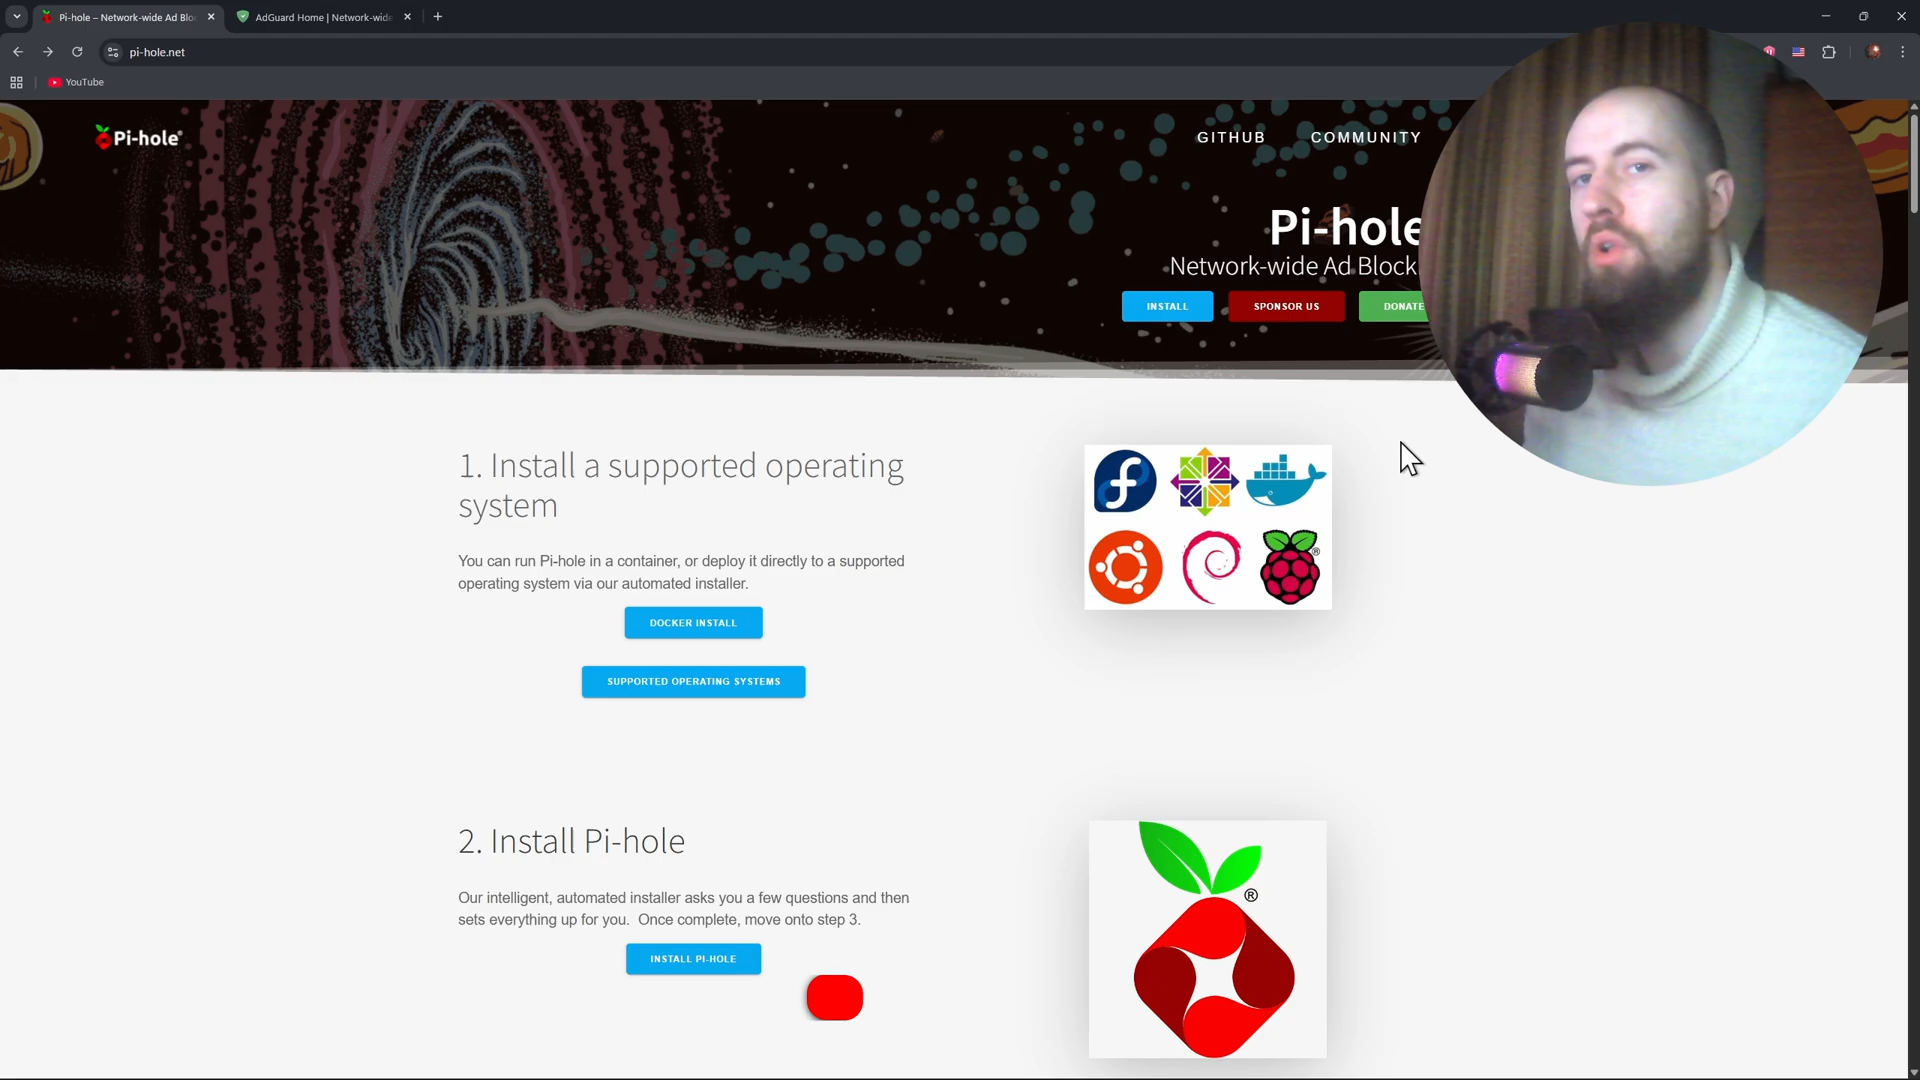 Pi-hole – Network-wide Ad Blo
AdGuard Home | Network-wide
pi-hole.net
YouTube
Pi-hole®
GITHUB
COMMUNITY
Pi-hole
Network-wide Ad Block
INSTALL
SPONSOR US
DONATE
1. Install a supported operating
system
You can run Pi-hole in a container, or deploy it directly to a supported
operating system via our automated installer.
DOCKER INSTALL
SUPPORTED OPERATING SYSTEMS
®
2. Install Pi-hole
Our intelligent, automated installer asks you a few questions and then
sets everything up for you. Once complete, move onto step 3.
INSTALL PI-HOLE
®